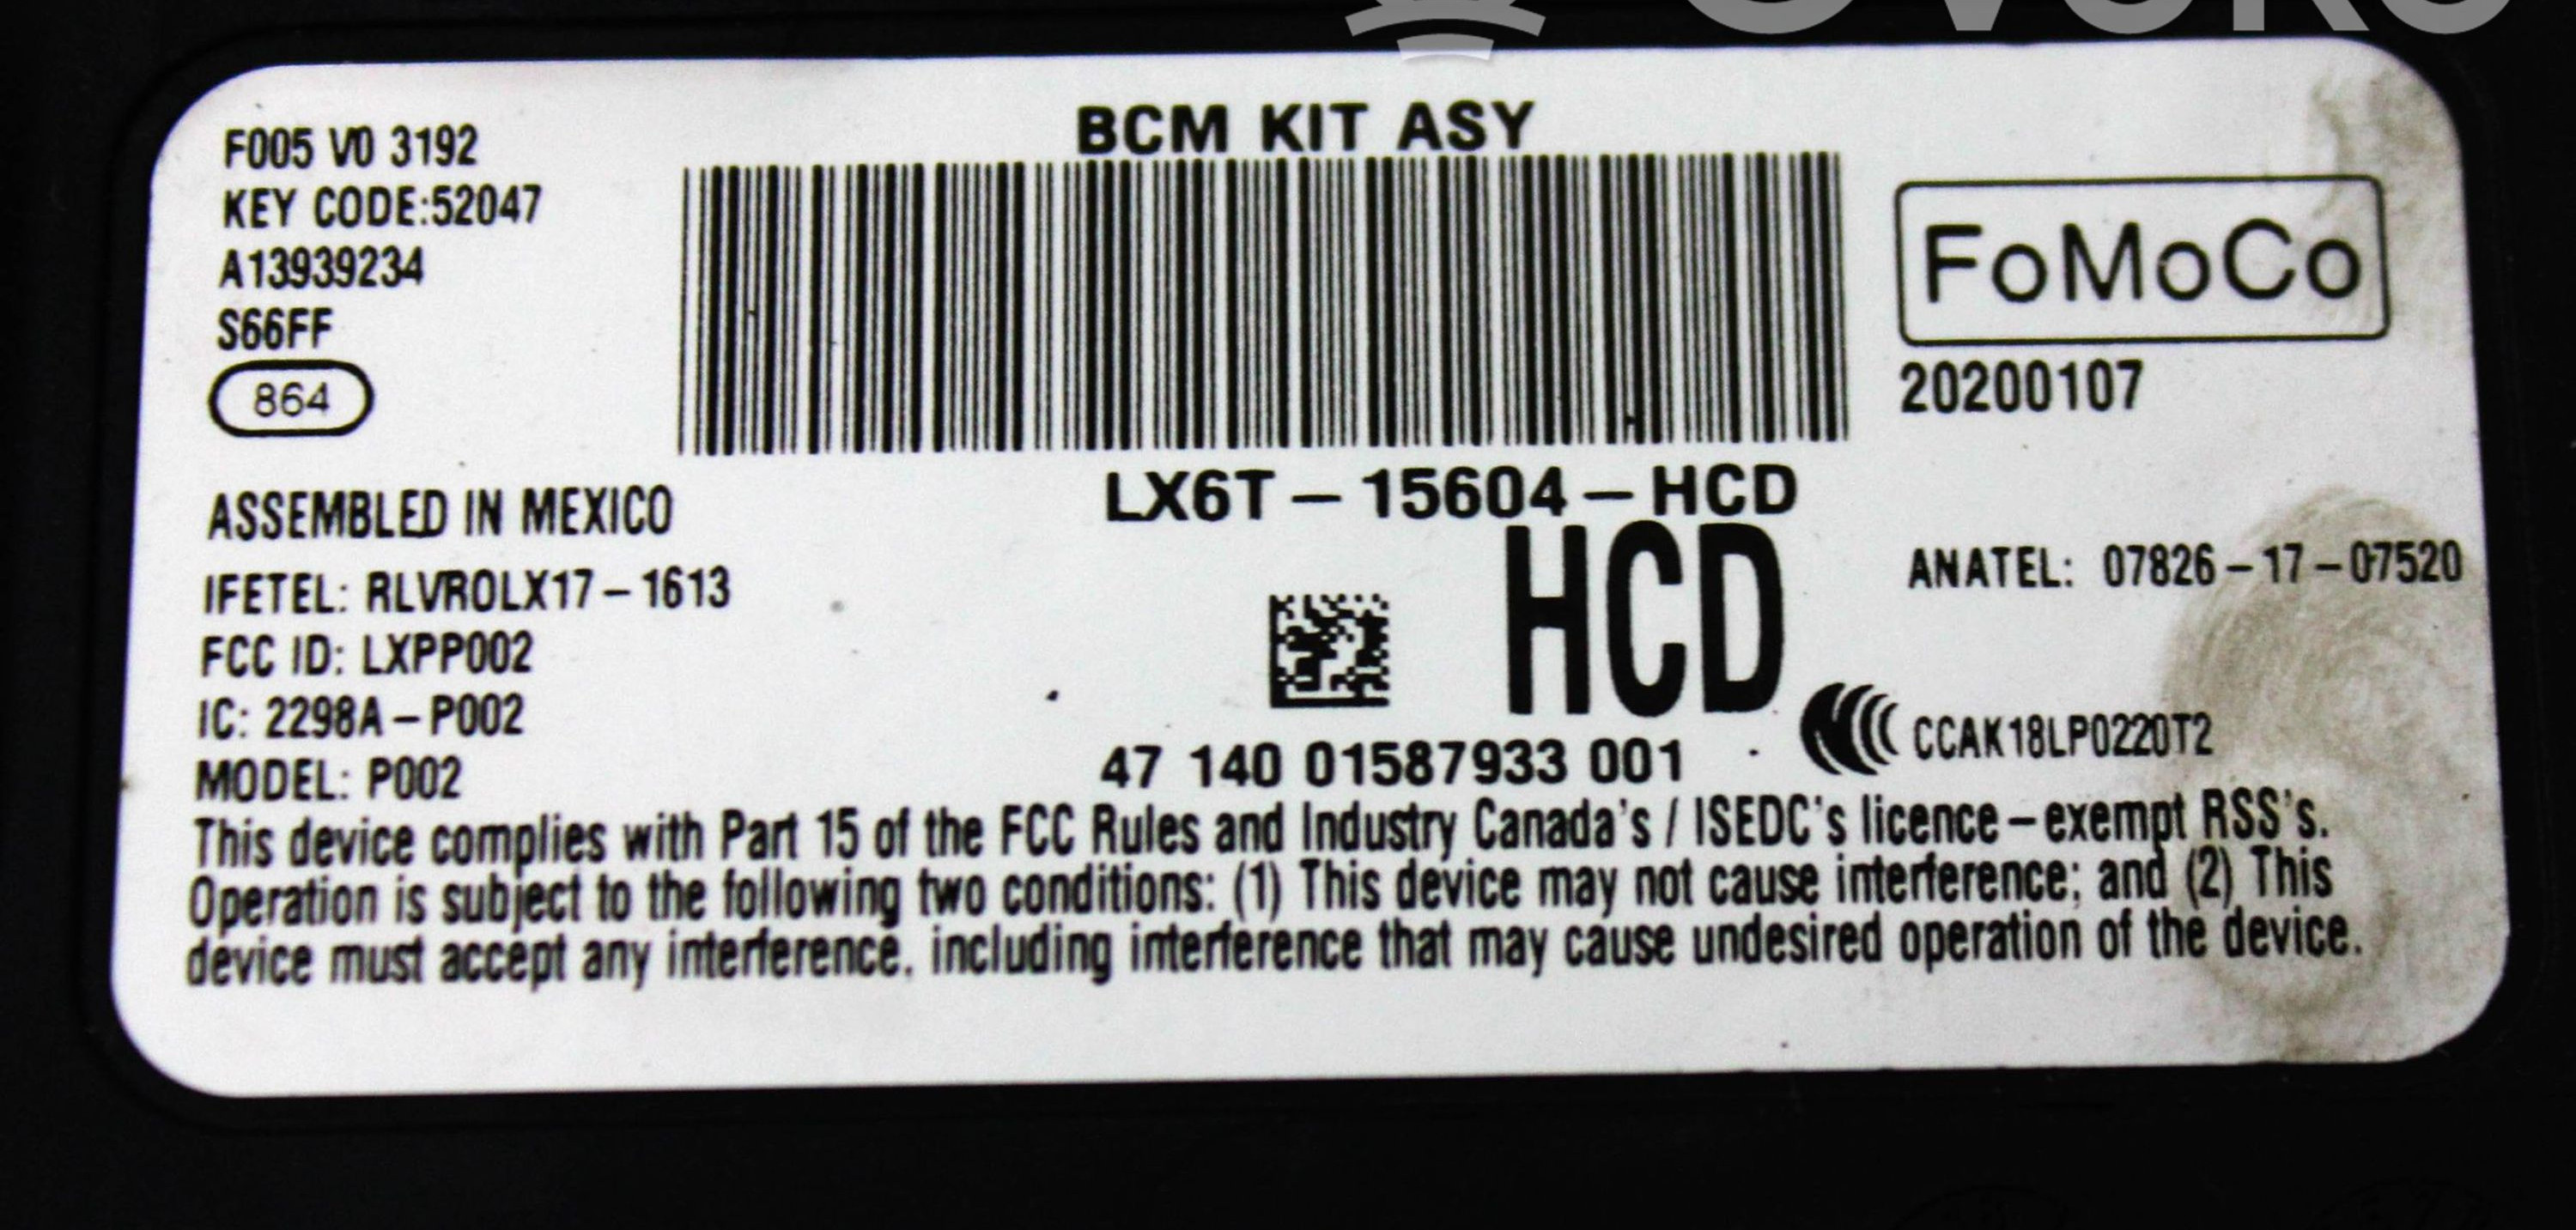 F005 V0 3192
KEY CODE:52047
A13939234
S66FF
864
BCM KIT ASY
FoMoCo
20200107
LX6T-15604-HCD
HCD
ASSEMBLED IN MEXICO
IFETEL: RLVROLX17-1613
FCC ID: LXPP002
IC: 2298A-P002
MODEL: P002
ANATEL: 07826-17-07520
CCAK18LP0220T2
47 140 01587933 001
This device complies with Part 15 of the FCC Rules and Industry Canada's / ISEDC's licence-exempt RSS's.
Operation is subject to the following two conditions: (1) This device may not cause interference; and (2) This
device must accept any interference, including interference that may cause undesired operation of the device.